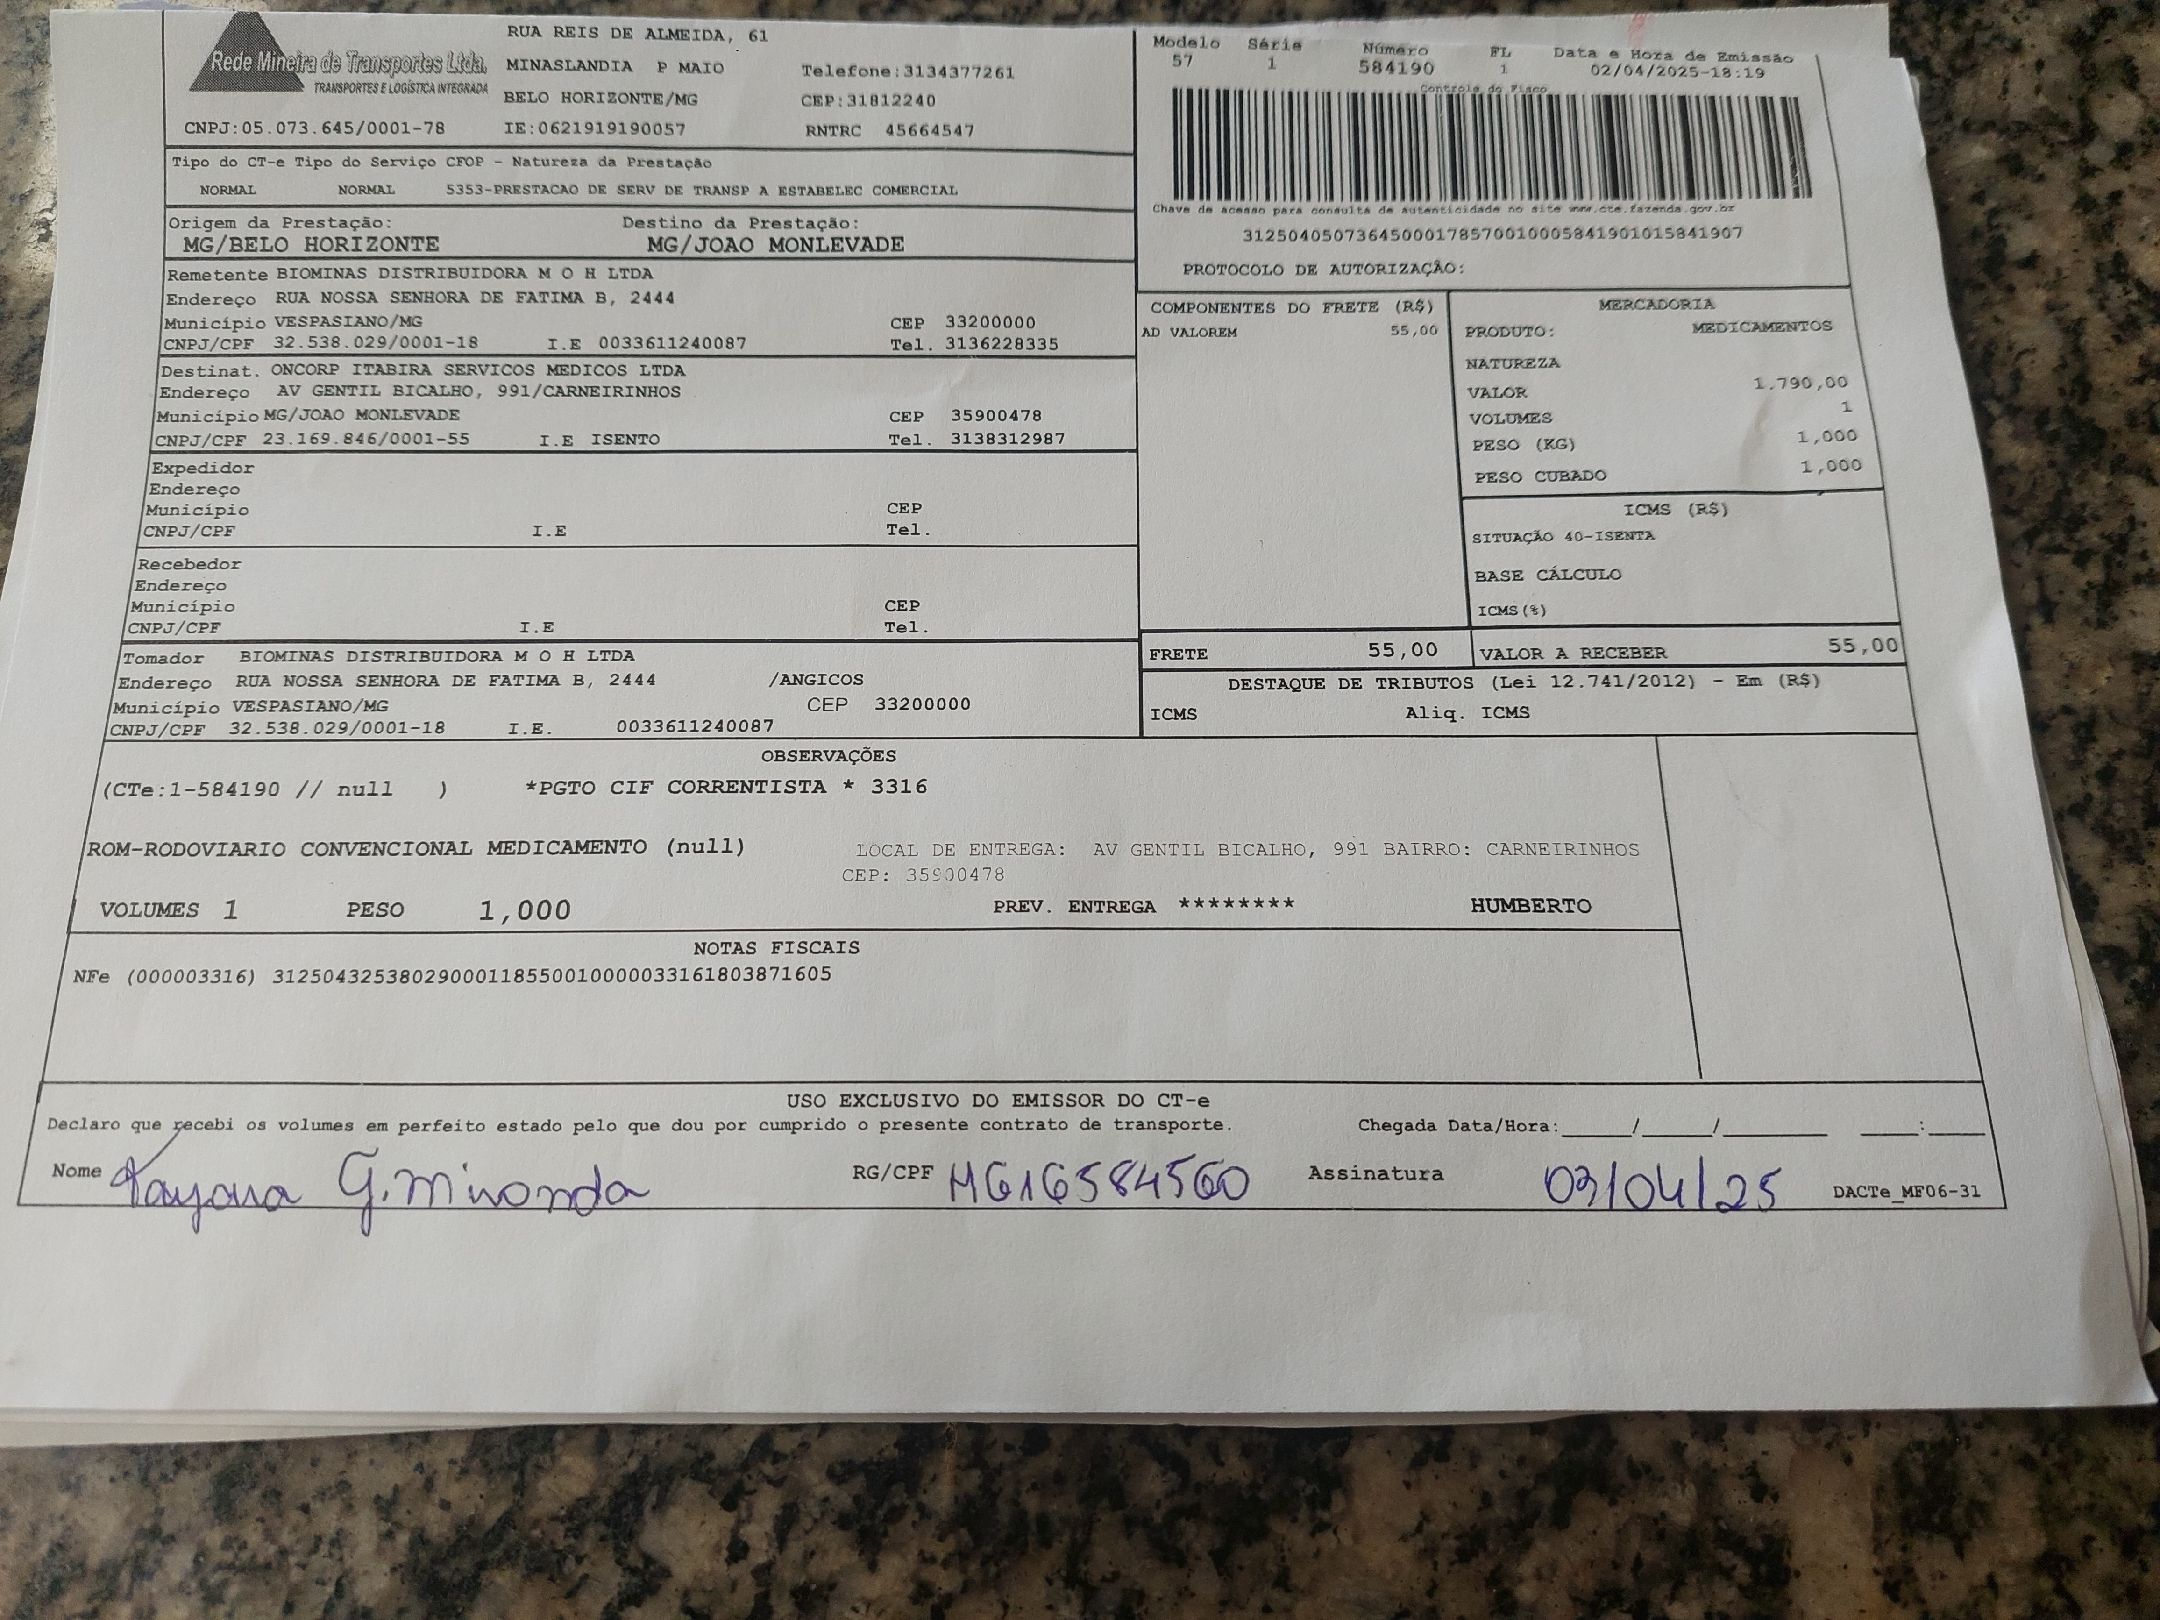 Rede Mineira de Transportes Ltda.
TRANSPORTES E LOGÍSTICA INTEGRADA
RUA REIS DE ALMEIDA, 61
MINASLANDIA P MAIO Telefone:3134377261
BELO HORIZONTE/MG CEP:31812240
CNPJ:05.073.645/0001-78 IE:0621919190057 RNTRC 45664547
Modelo Série Número FL Data e Hora de Emissão
57 1 584190 1 02/04/2025-18:19
Controle do Fisco
Chave de acesso para consulta de autenticidade no site www.cte.fazenda.gov.br
31250405073645000178570010005841901015841907
PROTOCOLO DE AUTORIZAÇÃO:
Tipo do CT-e Tipo do Serviço CFOP - Natureza da Prestação
NORMAL NORMAL 5353-PRESTACAO DE SERV DE TRANSP A ESTABELEC COMERCIAL
Origem da Prestação: Destino da Prestação:
MG/BELO HORIZONTE MG/JOAO MONLEVADE
Remetente BIOMINAS DISTRIBUIDORA M O H LTDA
Endereço RUA NOSSA SENHORA DE FATIMA B, 2444
Município VESPASIANO/MG CEP 33200000
CNPJ/CPF 32.538.029/0001-18 I.E 0033611240087 Tel. 3136228335
Destinat. ONCORP ITABIRA SERVICOS MEDICOS LTDA
Endereço AV GENTIL BICALHO, 991/CARNEIRINHOS
Município MG/JOAO MONLEVADE CEP 35900478
CNPJ/CPF 23.169.846/0001-55 I.E ISENTO Tel. 3138312987
Expedidor
Endereço
Município CEP
CNPJ/CPF I.E Tel.
Recebedor
Endereço
Município CEP
CNPJ/CPF I.E Tel.
Tomador BIOMINAS DISTRIBUIDORA M O H LTDA
Endereço RUA NOSSA SENHORA DE FATIMA B, 2444 /ANGICOS
Município VESPASIANO/MG CEP 33200000
CNPJ/CPF 32.538.029/0001-18 I.E. 0033611240087
COMPONENTES DO FRETE (R$)
AD VALOREM 55,00
MERCADORIA
PRODUTO: MEDICAMENTOS
NATUREZA
VALOR 1.790,00
VOLUMES 1
PESO (KG) 1,000
PESO CUBADO 1,000
ICMS (R$)
SITUAÇÃO 40-ISENTA
BASE CÁLCULO
ICMS(%)
FRETE 55,00 VALOR A RECEBER 55,00
DESTAQUE DE TRIBUTOS (Lei 12.741/2012) - Em (R$)
ICMS Aliq. ICMS
OBSERVAÇÕES
(CTe:1-584190 // null ) *PGTO CIF CORRENTISTA * 3316
ROM-RODOVIARIO CONVENCIONAL MEDICAMENTO (null) LOCAL DE ENTREGA: AV GENTIL BICALHO, 991 BAIRRO: CARNEIRINHOS
CEP: 35900478
VOLUMES 1 PESO 1,000 PREV. ENTREGA ******** HUMBERTO
NOTAS FISCAIS
NFe (000003316) 31250432538029000118550010000033161803871605
USO EXCLUSIVO DO EMISSOR DO CT-e
Declaro que recebi os volumes em perfeito estado pelo que dou por cumprido o presente contrato de transporte. Chegada Data/Hora:_____/_____/_______ ____:____
Nome Tayara G. Miranda RG/CPF MG16584560 Assinatura 03/04/25 DACTe_MF06-31